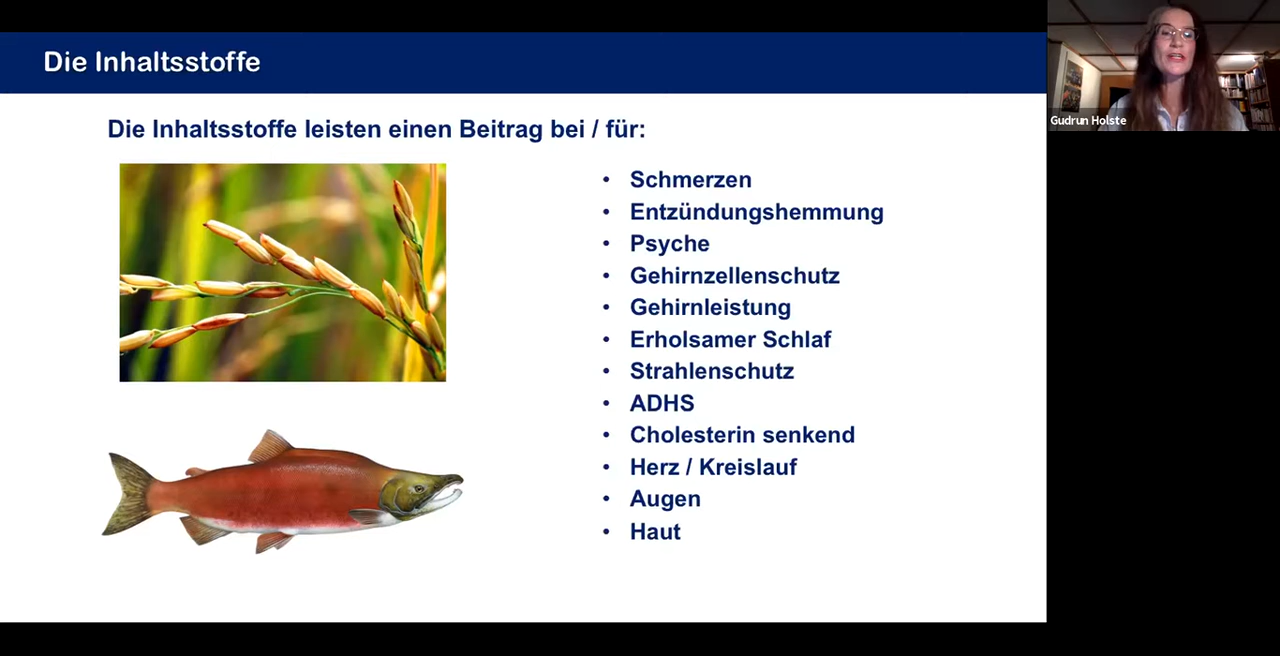 Die Inhaltsstoffe
Die Inhaltsstoffe leisten einen Beitrag bei / für:
• Schmerzen
• Entzündungshemmung
• Psyche
• Gehirnzellenschutz
• Gehirnleistung
• Erholsamer Schlaf
• Strahlenschutz
• ADHS
• Cholesterin senkend
• Herz / Kreislauf
• Augen
• Haut
Gudrun Holste